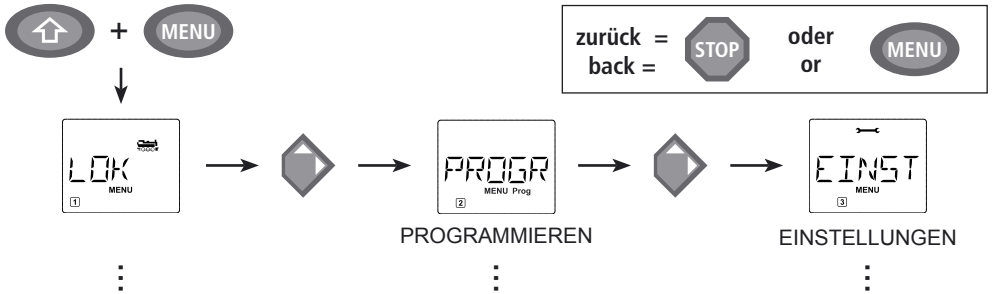 + MENU
zurück = STOP oder MENU
back = or
LOK
MENU
1
PROGR
MENU Prog
2
EINST
MENU
3
PROGRAMMIEREN
EINSTELLUNGEN